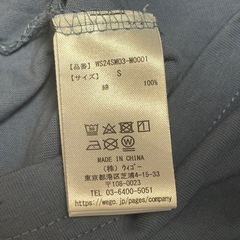 【品番】 WS24SM03-M0001
【サイズ】 S
綿 100%
MADE IN CHINA
(株) ウィゴー
東京都港区芝4-15-33
〒108-0023
TEL 03-6400-5051
https://wego.jp/pages/company